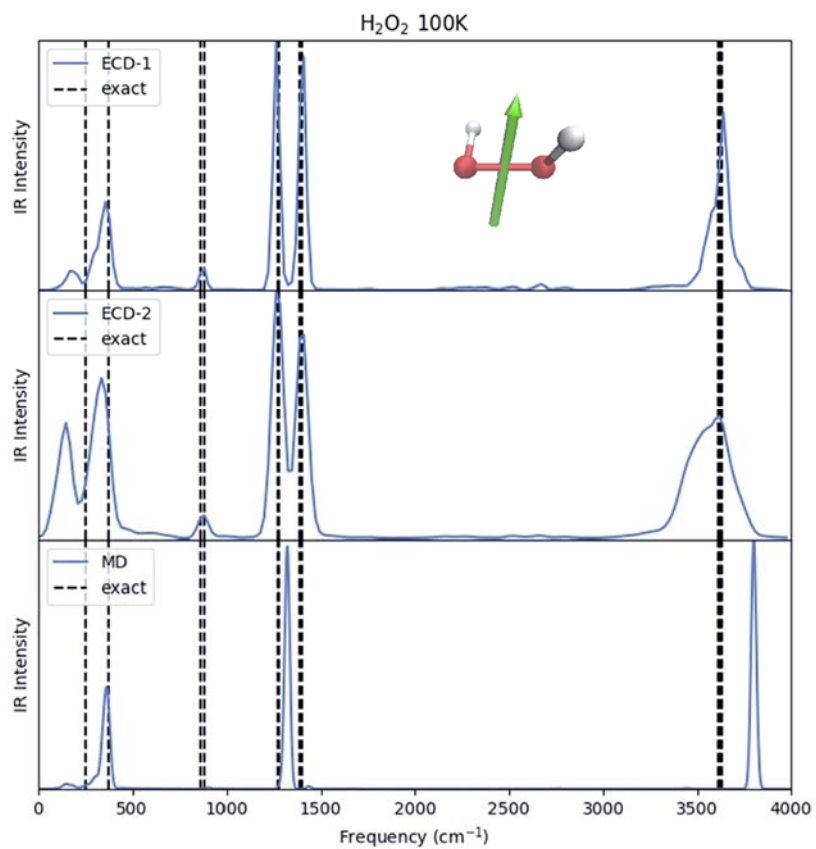 H₂O₂ 100K
ECD-1
exact
IR Intensity
ECD-2
exact
IR Intensity
MD
exact
IR Intensity
0 500 1000 1500 2000 2500 3000 3500 4000
Frequency (cm⁻¹)